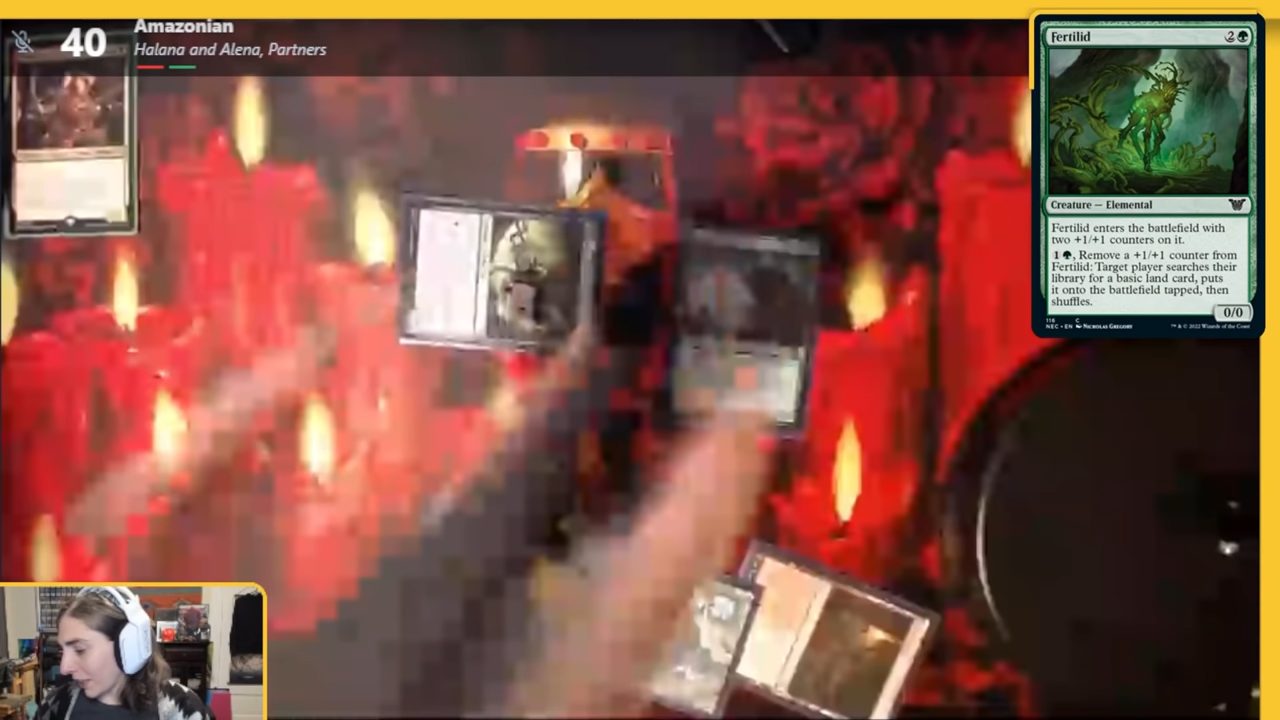 40
Amazonian
Halana and Alena, Partners
Fertilid
2
Creature — Elemental
Fertilid enters the battlefield with
two +1/+1 counters on it.
1 , Remove a +1/+1 counter from
Fertilid: Target player searches their
library for a basic land card, puts
it onto the battlefield tapped, then
shuffles.
0/0
116 C
NEC • EN NICHOLAS GREGORY
™ & © 2022 Wizards of the Coast